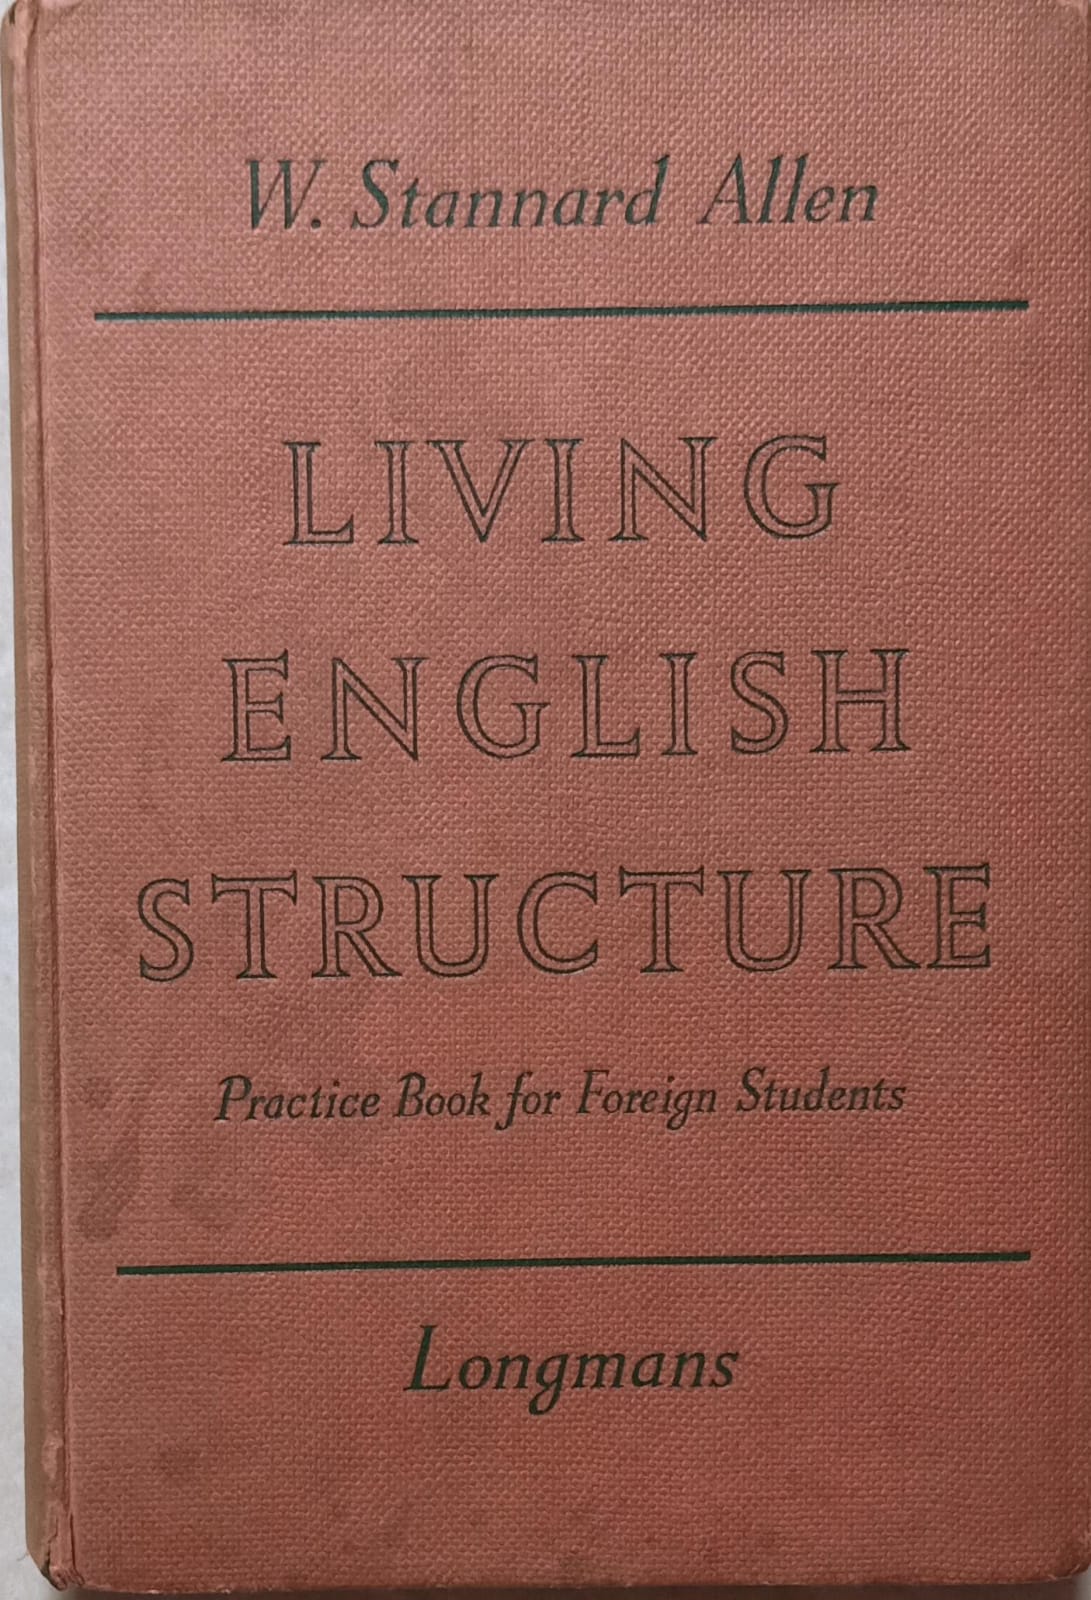 W. Stannard Allen
LIVING
ENGLISH
STRUCTURE
Practice Book for Foreign Students
Longmans